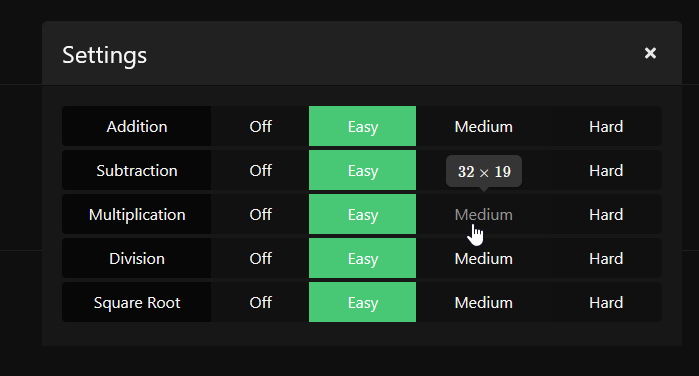 Settings ×
Addition Off Easy Medium Hard
Subtraction Off Easy 32 × 19 Hard
Multiplication Off Easy Medium Hard
Division Off Easy Medium Hard
Square Root Off Easy Medium Hard